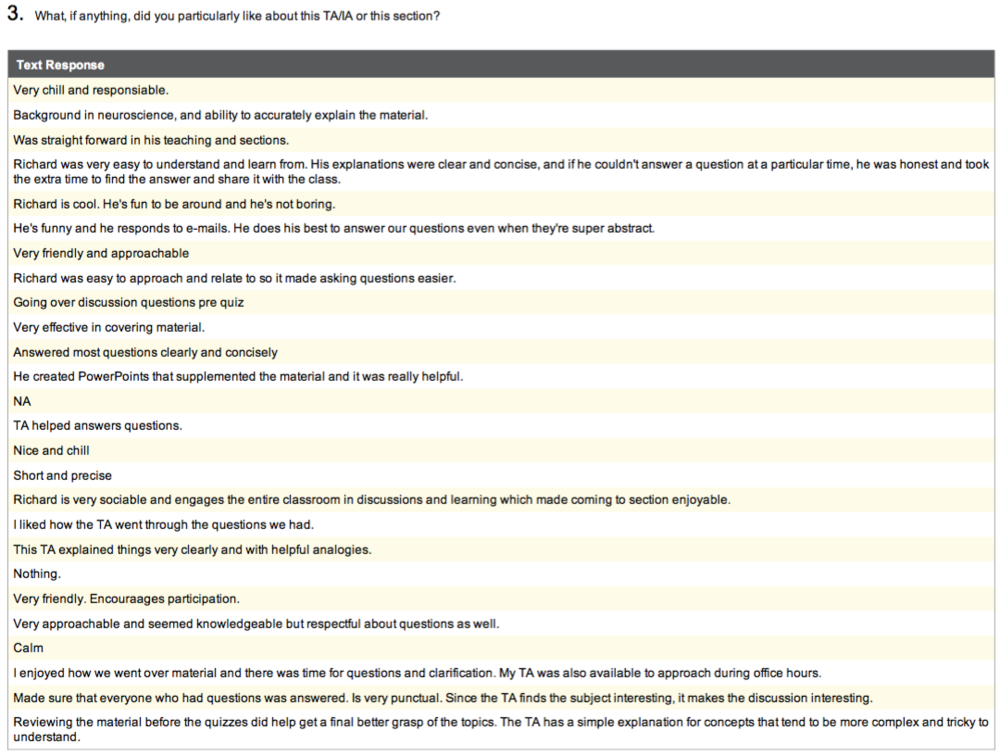 3. What, if anything, did you particularly like about this TA/IA or this section?
Text Response
Very chill and responsiable.
Background in neuroscience, and ability to accurately explain the material.
Was straight forward in his teaching and sections.
Richard was very easy to understand and learn from. His explanations were clear and concise, and if he couldn't answer a question at a particular time, he was honest and took
the extra time to find the answer and share it with the class.
Richard is cool. He's fun to be around and he's not boring.
He's funny and he responds to e-mails. He does his best to answer our questions even when they're super abstract.
Very friendly and approachable
Richard was easy to approach and relate to so it made asking questions easier.
Going over discussion questions pre quiz
Very effective in covering material.
Answered most questions clearly and concisely
He created PowerPoints that supplemented the material and it was really helpful.
NA
TA helped answers questions.
Nice and chill
Short and precise
Richard is very sociable and engages the entire classroom in discussions and learning which made coming to section enjoyable.
I liked how the TA went through the questions we had.
This TA explained things very clearly and with helpful analogies.
Nothing.
Very friendly. Encouraages participation.
Very approachable and seemed knowledgeable but respectful about questions as well.
Calm
I enjoyed how we went over material and there was time for questions and clarification. My TA was also available to approach during office hours.
Made sure that everyone who had questions was answered. Is very punctual. Since the TA finds the subject interesting, it makes the discussion interesting.
Reviewing the material before the quizzes did help get a final better grasp of the topics. The TA has a simple explanation for concepts that tend to be more complex and tricky to
understand.